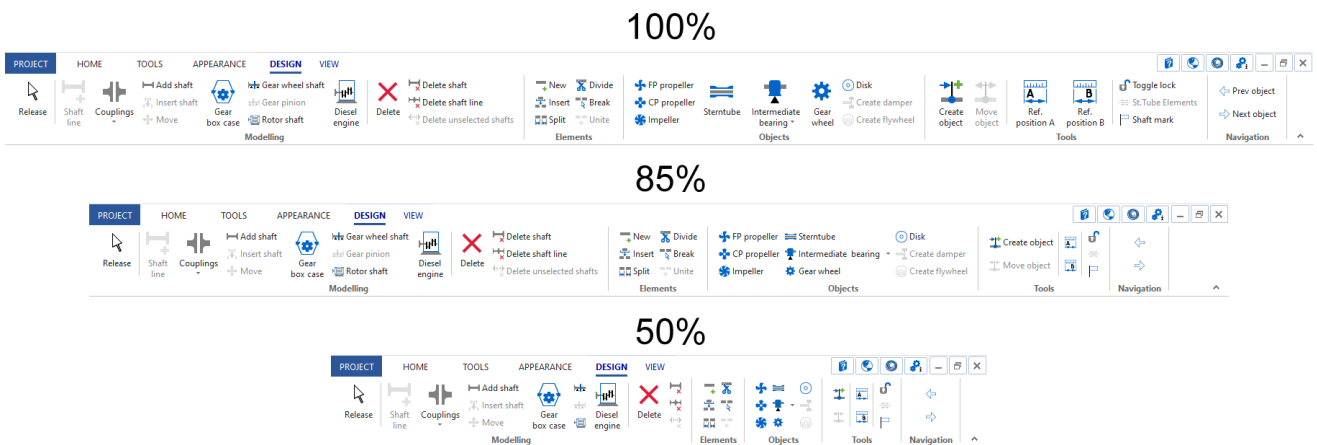 100%
PROJECT HOME TOOLS APPEARANCE DESIGN VIEW
Add shaft Gear wheel shaft Delete shaft New Divide FP propeller Disk Toggle lock
Insert shaft Gear pinion Delete shaft line Insert Break CP propeller Create damper St.Tube Elements Prev object
Release Shaft line Couplings Move Gear box case Rotor shaft Diesel engine Delete Delete unselected shafts Split Unite Impeller Sterntube Intermediate bearing Gear wheel Create flywheel Create object Move object Ref. position A Ref. position B Shaft mark Next object
Modelling Elements Objects Tools Navigation
85%
PROJECT HOME TOOLS APPEARANCE DESIGN VIEW
Add shaft Gear wheel shaft Delete shaft New Divide FP propeller Sterntube Disk Create object
Insert shaft Gear pinion Delete shaft line Insert Break CP propeller Intermediate bearing Create damper
Release Shaft line Couplings Move Gear box case Rotor shaft Diesel engine Delete Delete unselected shafts Split Unite Impeller Gear wheel Create flywheel Move object
Modelling Elements Objects Tools Navigation
50%
PROJECT HOME TOOLS APPEARANCE DESIGN VIEW
Add shaft
Insert shaft
Release Shaft line Couplings Move Gear box case Diesel engine Delete
Modelling Elements Objects Tools Navigation